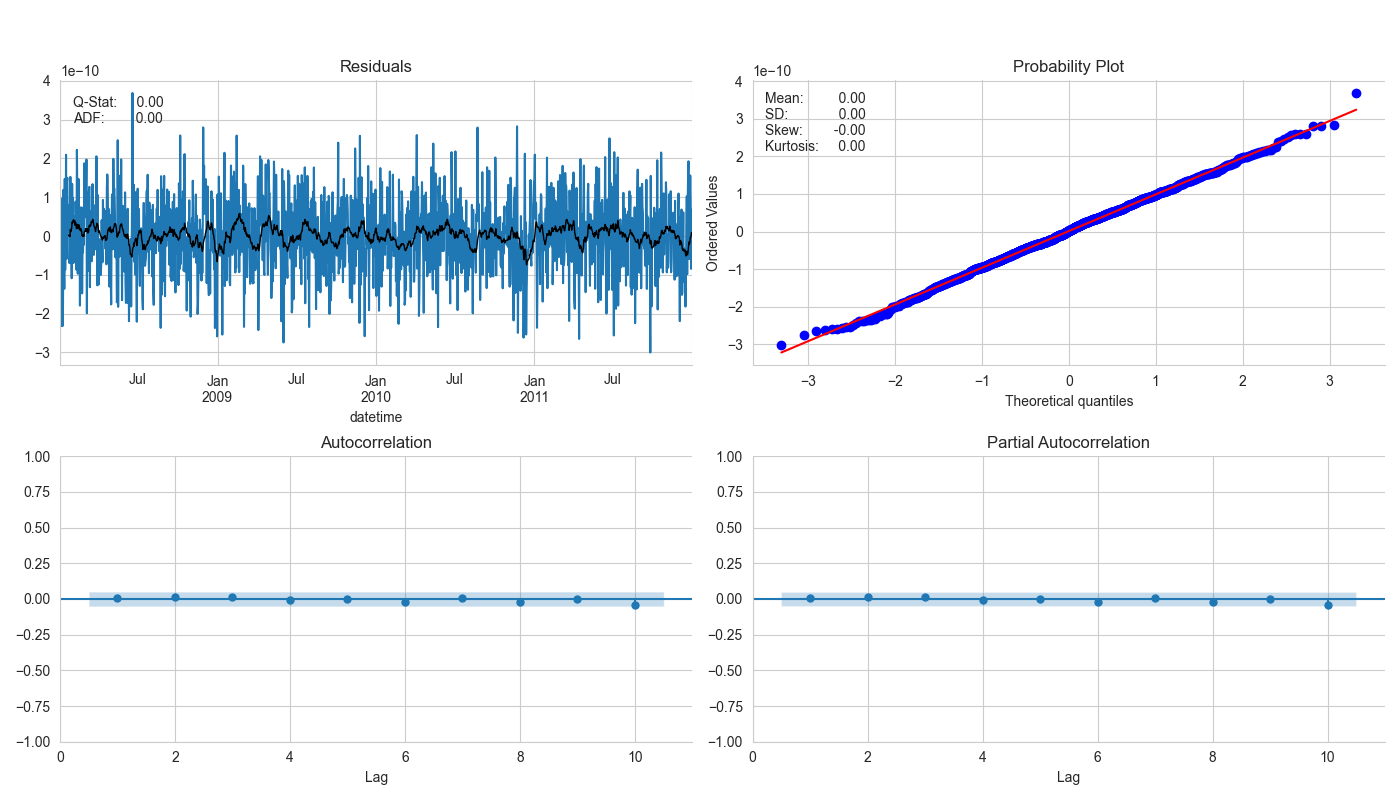 Residuals
1e−10
Q-Stat: 0.00
ADF: 0.00
4
3
2
1
0
−1
−2
−3
Jul
Jan
2009
Jul
Jan
2010
Jul
Jan
2011
Jul
datetime
Probability Plot
1e−10
Mean: 0.00
SD: 0.00
Skew: -0.00
Kurtosis: 0.00
Ordered Values
4
3
2
1
0
−1
−2
−3
−3 −2 −1 0 1 2 3
Theoretical quantiles
Autocorrelation
1.00
0.75
0.50
0.25
0.00
−0.25
−0.50
−0.75
−1.00
0 2 4 6 8 10
Lag
Partial Autocorrelation
1.00
0.75
0.50
0.25
0.00
−0.25
−0.50
−0.75
−1.00
0 2 4 6 8 10
Lag